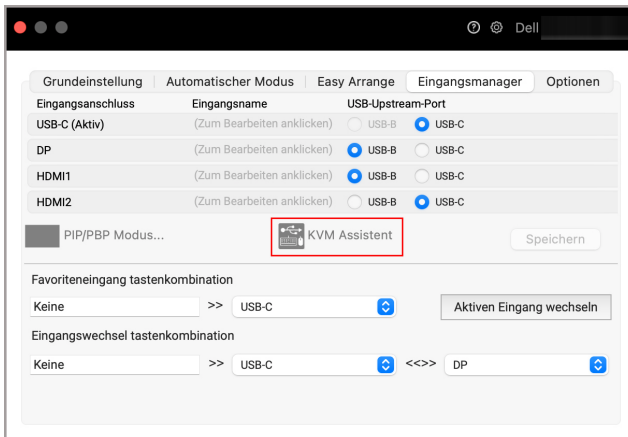 Dell
Grundeinstellung Automatischer Modus Easy Arrange Eingangsmanager Optionen
Eingangsanschluss Eingangsname USB-Upstream-Port
USB-C (Aktiv) (Zum Bearbeiten anklicken) USB-B USB-C
DP (Zum Bearbeiten anklicken) USB-B USB-C
HDMI1 (Zum Bearbeiten anklicken) USB-B USB-C
HDMI2 (Zum Bearbeiten anklicken) USB-B USB-C
PIP/PBP Modus... KVM Assistent Speichern
Favoriteneingang tastenkombination
Keine >> USB-C Aktiven Eingang wechseln
Eingangswechsel tastenkombination
Keine >> USB-C <<>> DP